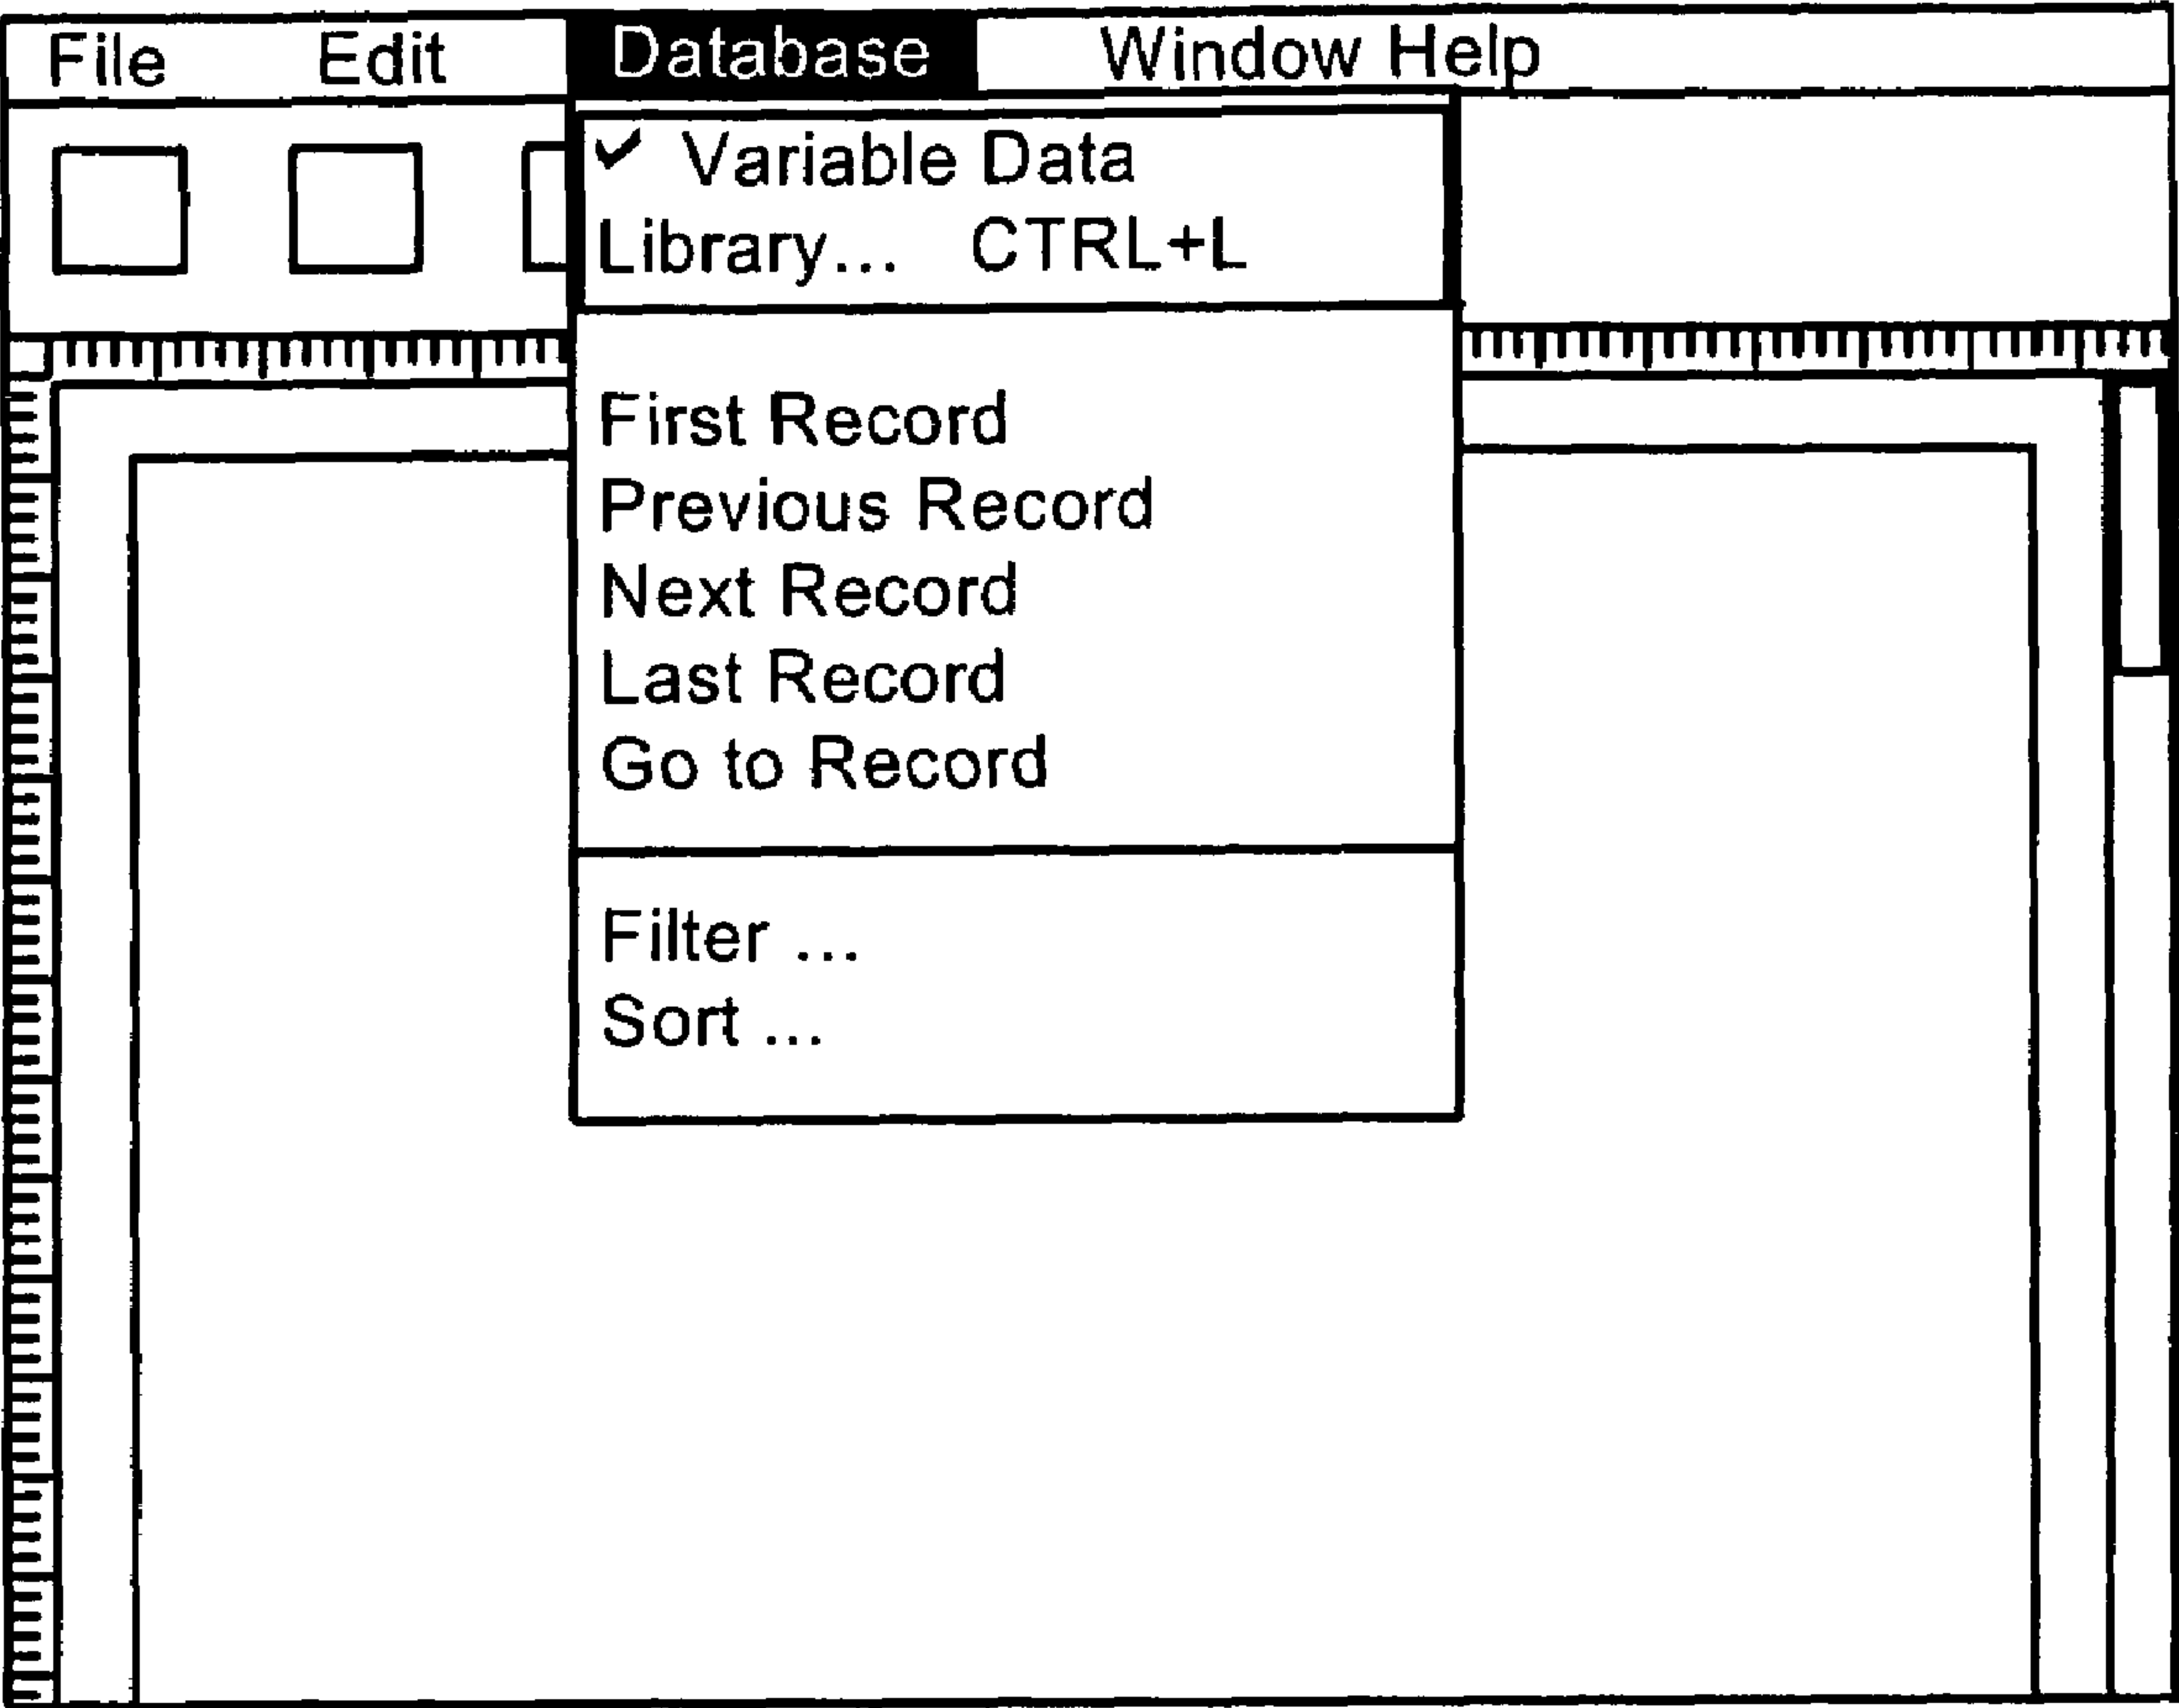 File Edit Database Window Help
✓ Variable Data
Library... CTRL+L
First Record
Previous Record
Next Record
Last Record
Go to Record
Filter ...
Sort ...